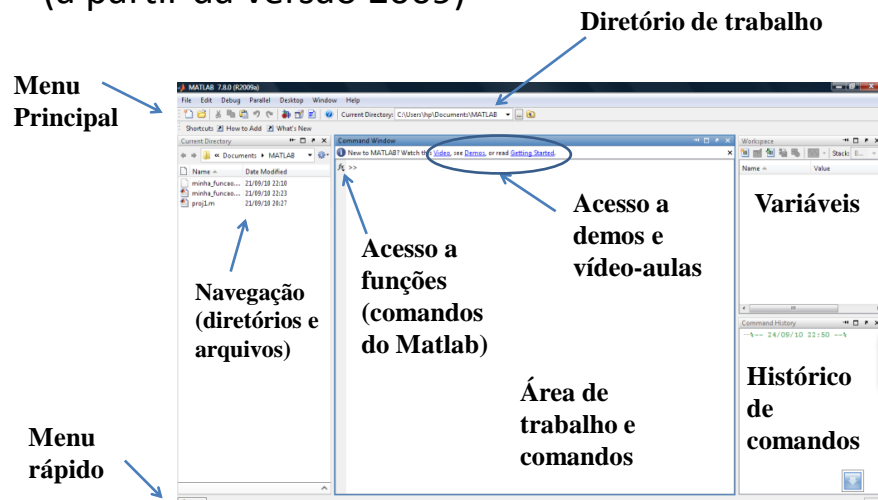 (a partir da versão 2009)
Diretório de trabalho
Menu
Principal
MATLAB 7.8.0 (R2009a)
File Edit Debug Parallel Desktop Window Help
Current Directory: C:\Users\hp\Documents\MATLAB
Shortcuts How to Add What's New
Current Directory
« Documents MATLAB
Name Date Modified
minha_funcao... 21/09/10 22:10
minha_funcao... 21/09/10 22:23
proj1.m 21/09/10 20:27
Navegação
(diretórios e
arquivos)
Command Window
New to MATLAB? Watch this Video, see Demos, or read Getting Started.
fx >>
Acesso a
funções
(comandos
do Matlab)
Acesso a
demos e
vídeo-aulas
Área de
trabalho e
comandos
Workspace
Stack:
Name Value
Variáveis
Command History
--%-- 24/09/10 22:50 --%
Histórico
de
comandos
Menu
rápido